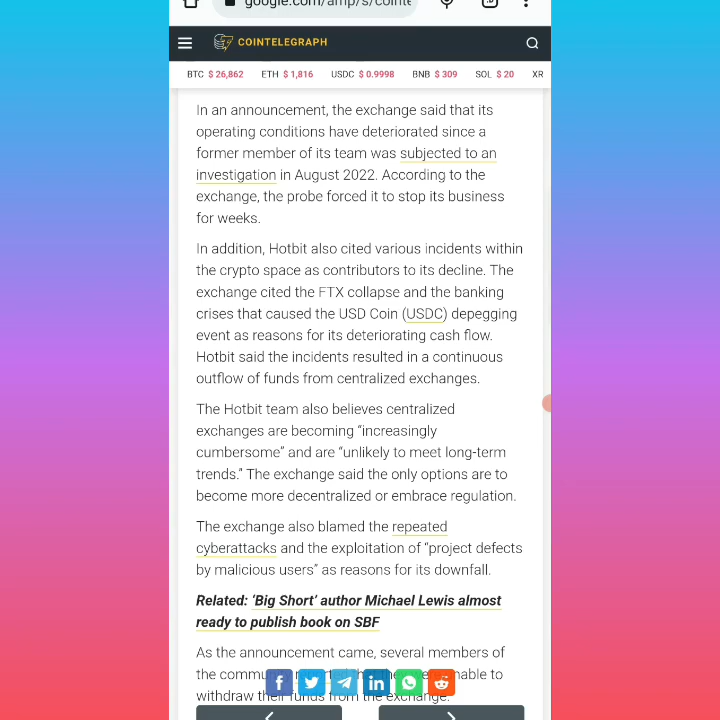 COINTELEGRAPH
BTC $ 26,862 ETH $ 1,816 USDC $ 0.9998 BNB $ 309 SOL $ 20 XR
In an announcement, the exchange said that its
operating conditions have deteriorated since a
former member of its team was subjected to an
investigation in August 2022. According to the
exchange, the probe forced it to stop its business
for weeks.
In addition, Hotbit also cited various incidents within
the crypto space as contributors to its decline. The
exchange cited the FTX collapse and the banking
crises that caused the USD Coin (USDC) depegging
event as reasons for its deteriorating cash flow.
Hotbit said the incidents resulted in a continuous
outflow of funds from centralized exchanges.
The Hotbit team also believes centralized
exchanges are becoming “increasingly
cumbersome” and are “unlikely to meet long-term
trends.” The exchange said the only options are to
become more decentralized or embrace regulation.
The exchange also blamed the repeated
cyberattacks and the exploitation of “project defects
by malicious users” as reasons for its downfall.
Related: ‘Big Short’ author Michael Lewis almost
ready to publish book on SBF
As the announcement came, several members of
the to
withdraw their funds from the exchange.